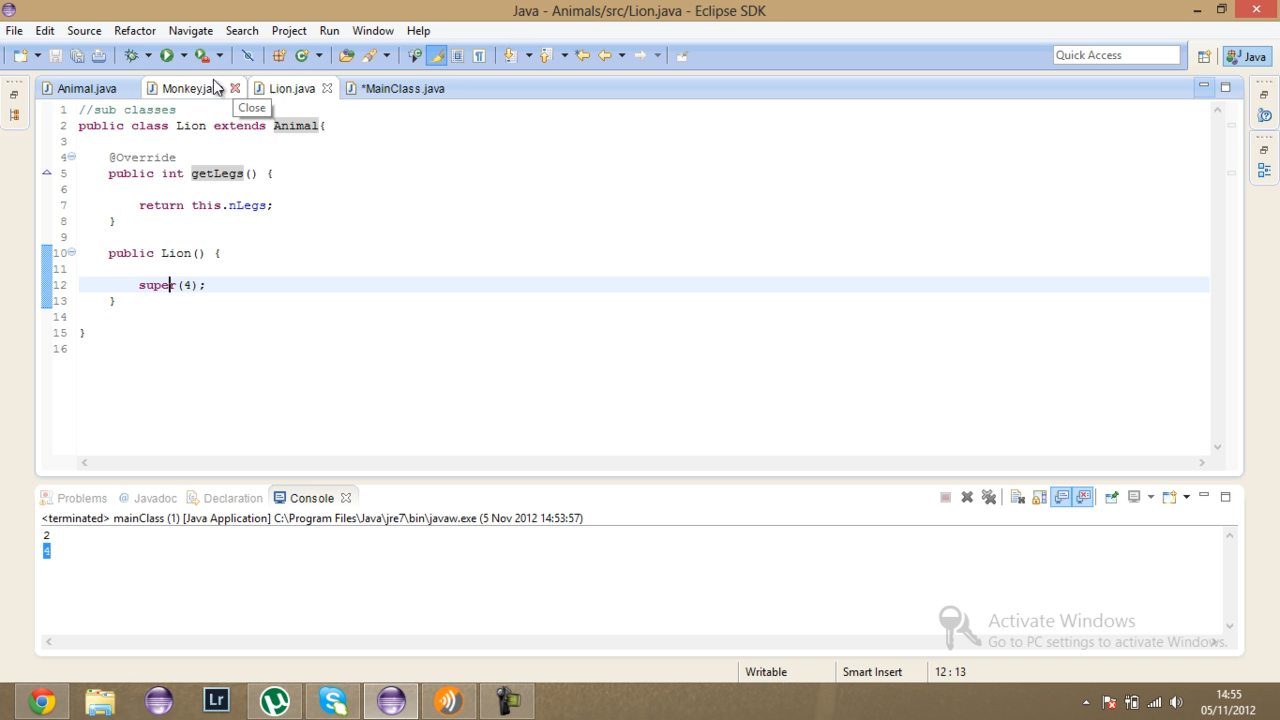 Java - Animals/src/Lion.java - Eclipse SDK
File Edit Source Refactor Navigate Search Project Run Window Help
Quick Access
Java
Animal.java Lion.java *MainClass.java
Close
1 //sub classes
2 public class Lion extends Animal{
3
4 @Override
5 public int getLegs() {
6
7 return this.nLegs;
8 }
9
10 public Lion() {
11
12 super(4);
13 }
14
15 }
16
Problems @ Javadoc Declaration Console
<terminated> mainClass (1) [Java Application] C:\Program Files\Java\jre7\bin\javaw.exe (5 Nov 2012 14:53:57)
2
4
Activate Windows
Go to PC settings to activate Windows.
Writable Smart Insert 12 : 13
Lr
14:55
05/11/2012